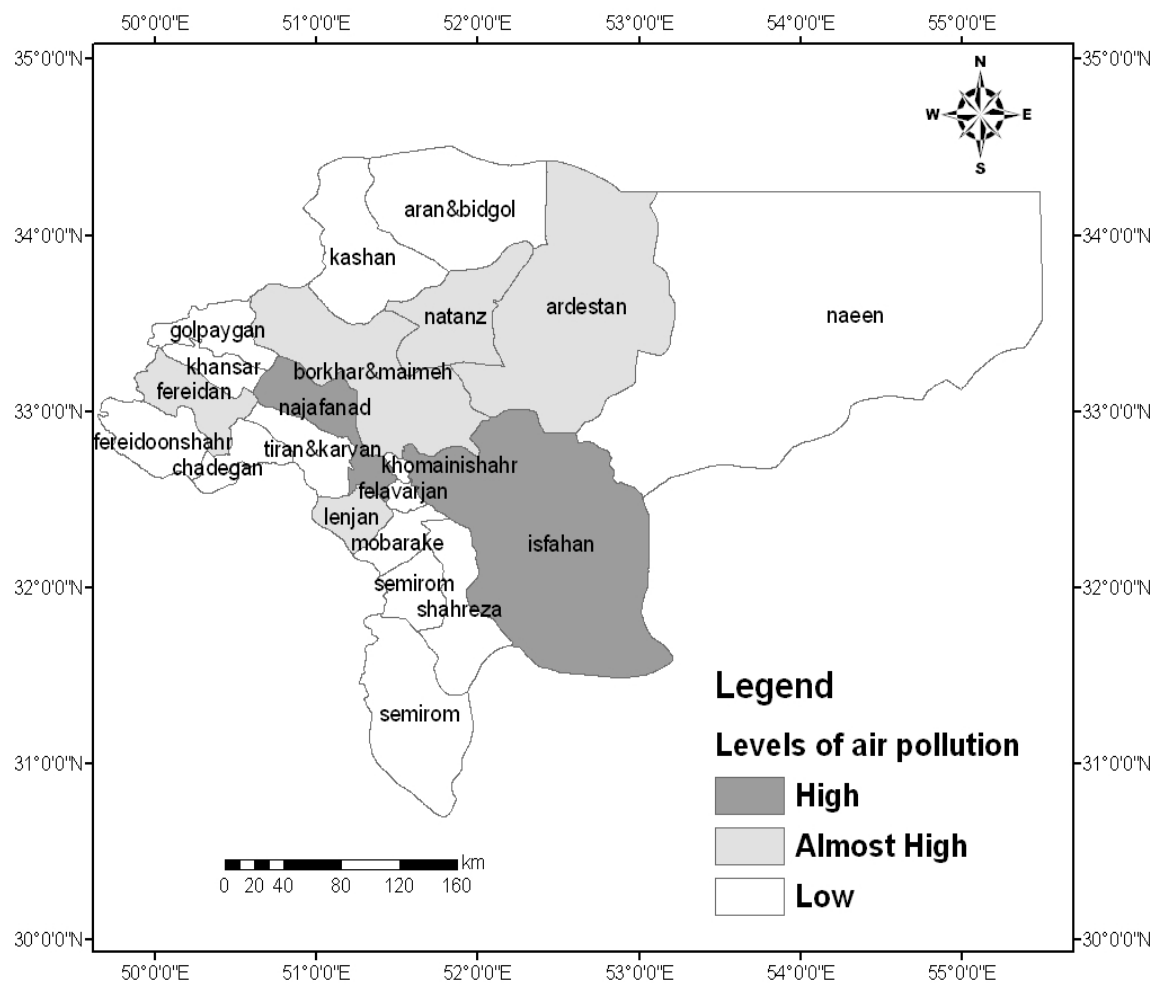 50°0'0"E 51°0'0"E 52°0'0"E 53°0'0"E 54°0'0"E 55°0'0"E
35°0'0"N 35°0'0"N
N
W E
S
aran&bidgol
34°0'0"N 34°0'0"N
kashan
ardestan
naeen
natanz
golpaygan
khansar
borkhar&maimeh
fereidan
najafanad
33°0'0"N 33°0'0"N
fereidoonshahr
tiran&karyan
chadegan
khomainishahr
felavarjan
lenjan
mobarake
isfahan
32°0'0"N 32°0'0"N
semirom
shahreza
semirom
31°0'0"N 31°0'0"N
Legend
Levels of air pollution
High
Almost High
Low
km
0 20 40 80 120 160
30°0'0"N 30°0'0"N
50°0'0"E 51°0'0"E 52°0'0"E 53°0'0"E 54°0'0"E 55°0'0"E